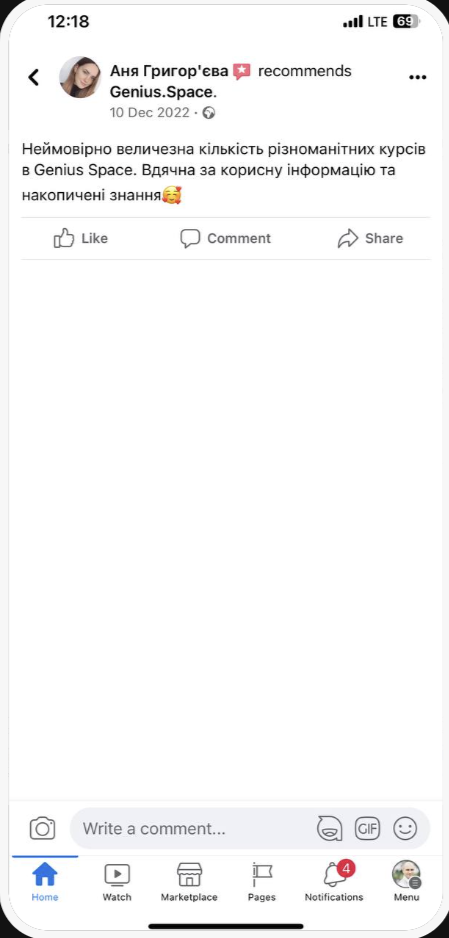 12:18
LTE 69
Аня Григор'єва recommends
Genius.Space.
10 Dec 2022 ·
Неймовірно величезна кількість різноманітних курсів
в Genius Space. Вдячна за корисну інформацію та
накопичені знання🥰
Like Comment Share
Write a comment... GIF
4
Home Watch Marketplace Pages Notifications Menu